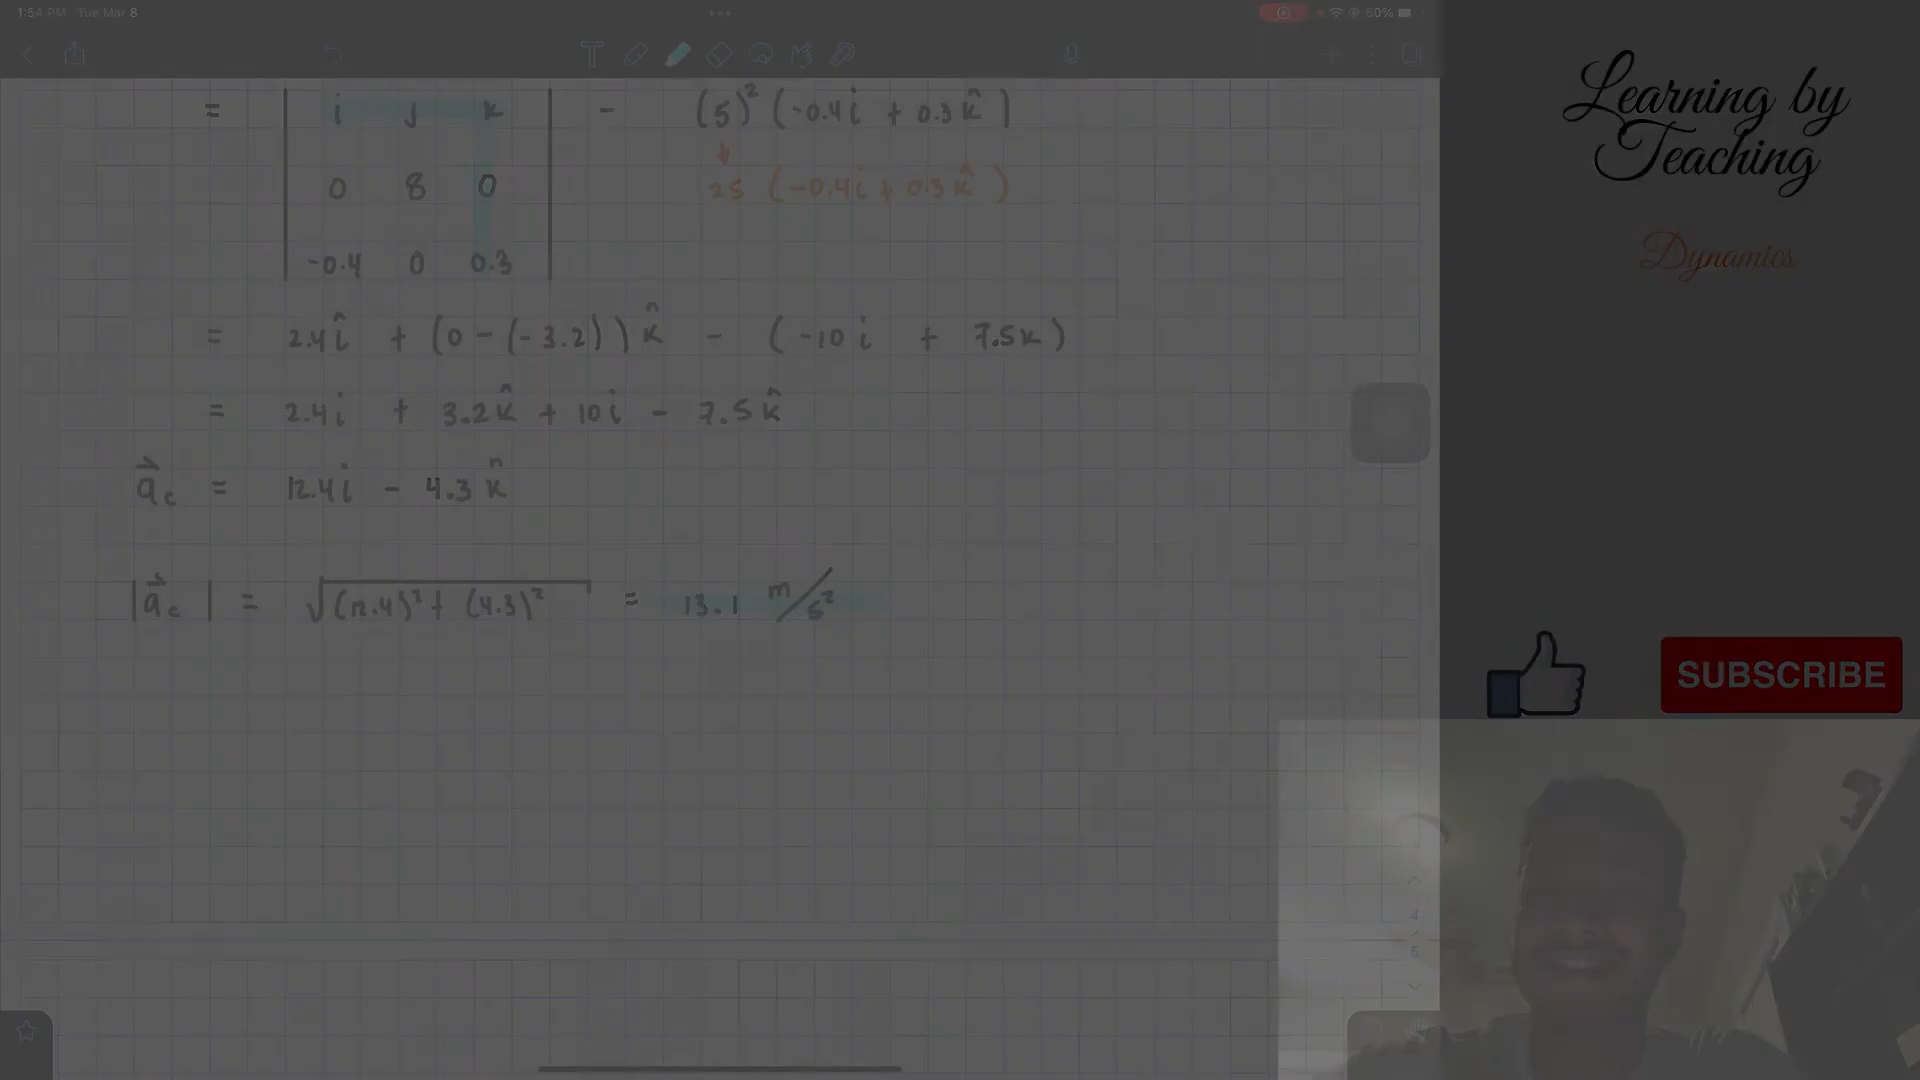 1:54 PM Tue Mar 8
60%
= | i j k | - (5)² (-0.4i + 0.3k̂)
0 8 0
25 (-0.4i + 0.3k̂)
-0.4 0 0.3
= 2.4î + (0 - (-3.2)) k̂ - (-10i + 7.5k)
= 2.4i + 3.2k̂ + 10i - 7.5k̂
a⃗c = 12.4i - 4.3k̂
|a⃗c| = √(12.4)² + (4.3)² = 13.1 m/s²
Learning by
Teaching
Dynamics
SUBSCRIBE
4
5